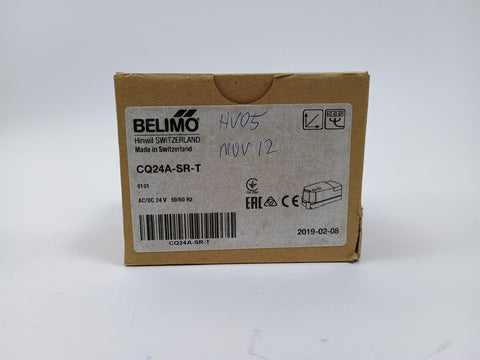 BELIMO
Hinwil SWITZERLAND
Made in Switzerland
HV05
MOV 12
CQ24A-SR-T
0101
AC/DC 24 V 50/60 Hz
CQ24A-SR-T
EAC
2019-02-08